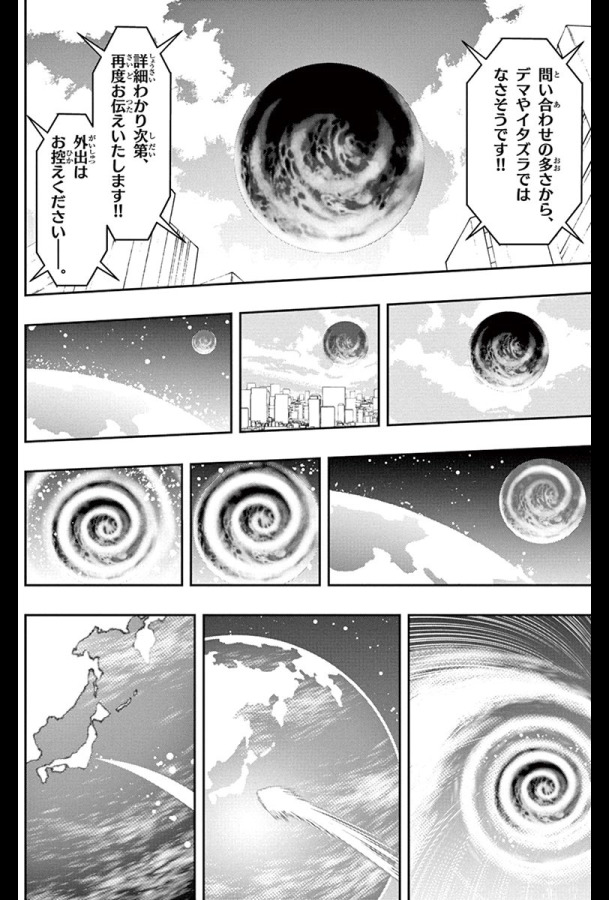 問い合わせの多さから、
デマやイタズラでは
なさそうです!!
詳細わかり次第、
再度お伝えいたします!!
外出は
お控えください―。